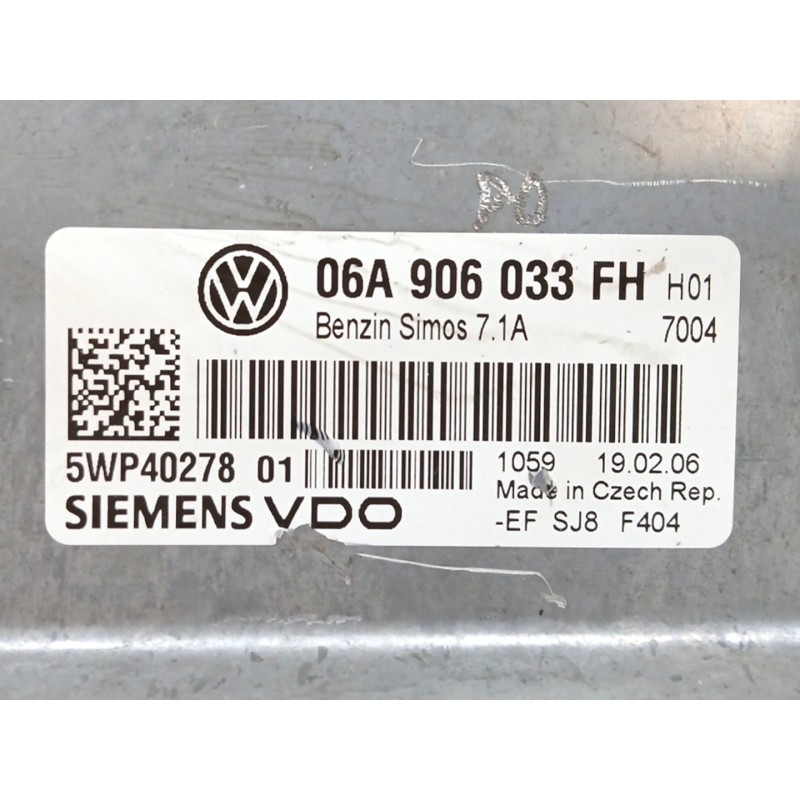 06A 906 033 FH H01
Benzin Simos 7.1A 7004
5WP40278 01 1059 19.02.06
Made in Czech Rep.
SIEMENS VDO -EF SJ8 F404